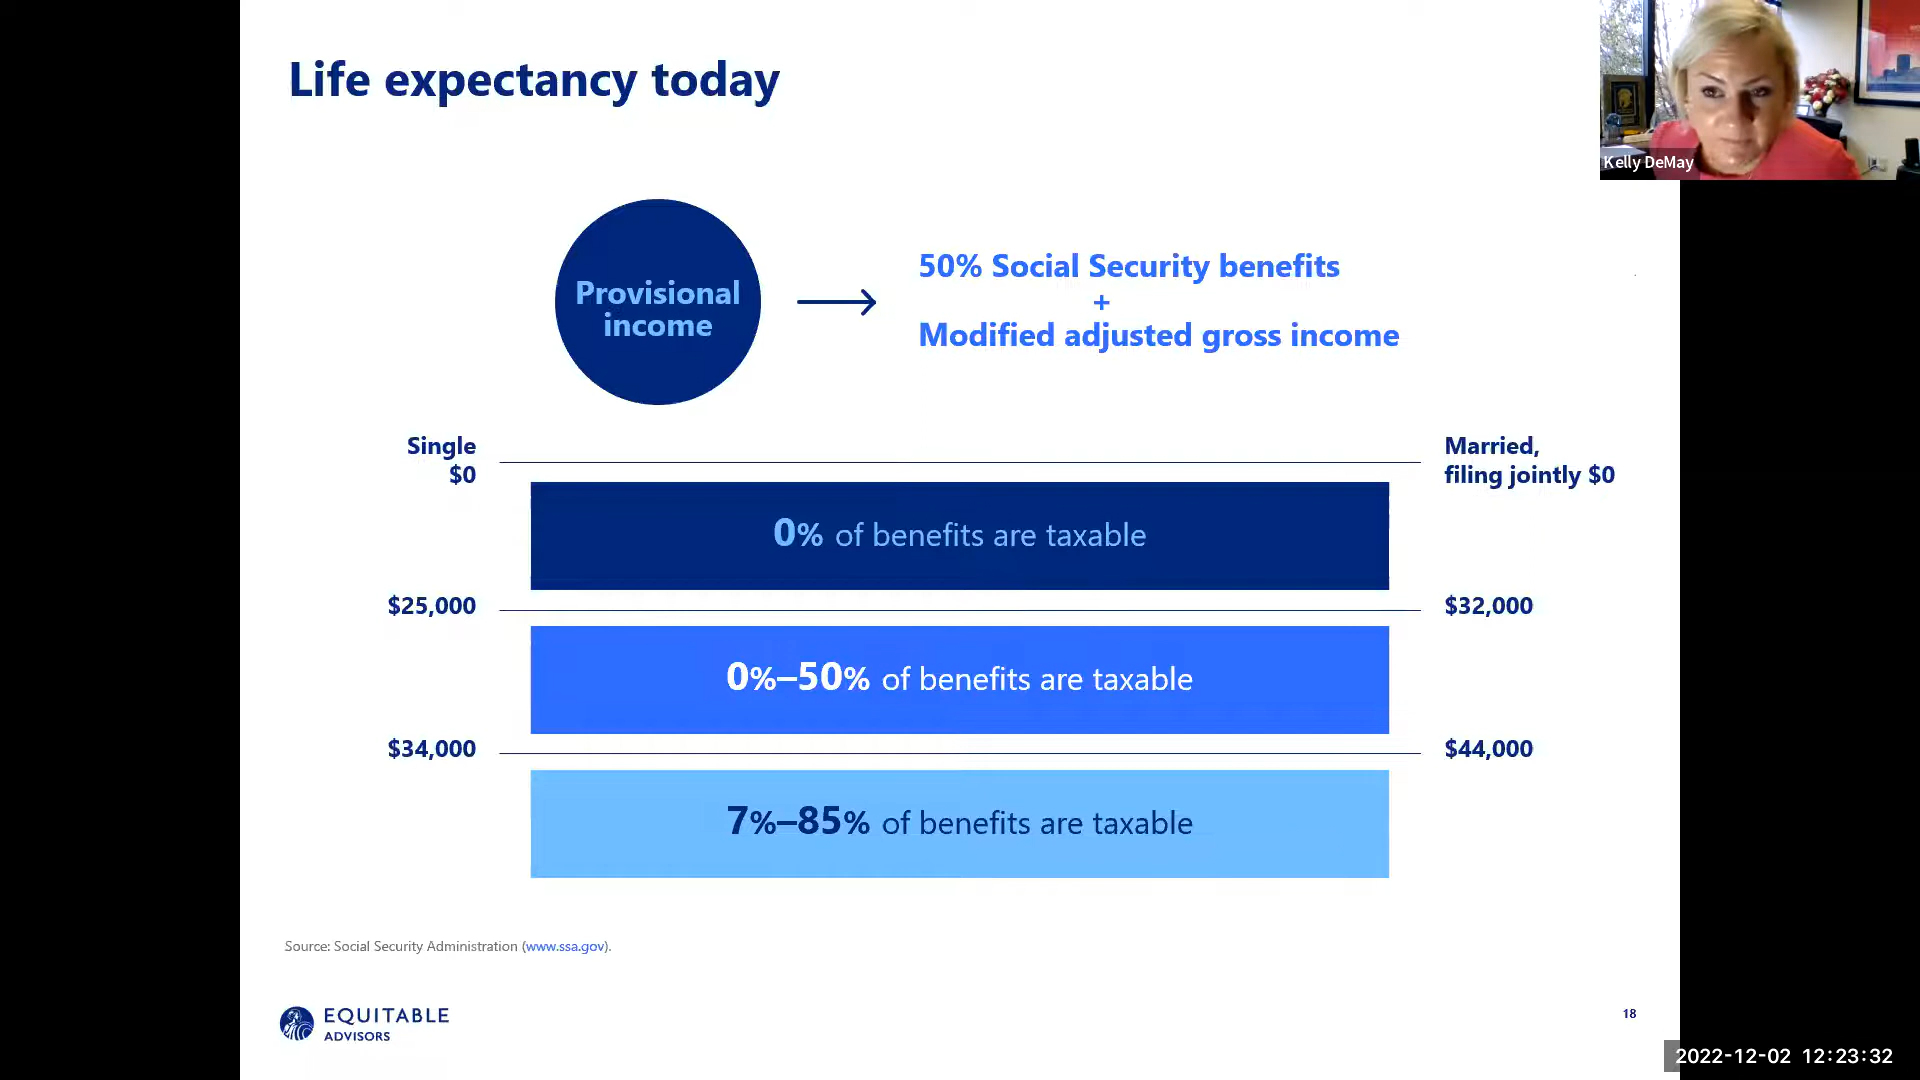 Life expectancy today
Kelly DeMay
Provisional
income
50% Social Security benefits
+
Modified adjusted gross income
Single
$0
Married,
filing jointly $0
0% of benefits are taxable
$25,000
$32,000
0%–50% of benefits are taxable
$34,000
$44,000
7%–85% of benefits are taxable
Source: Social Security Administration (www.ssa.gov).
EQUITABLE
ADVISORS
18
2022-12-02 12:23:32